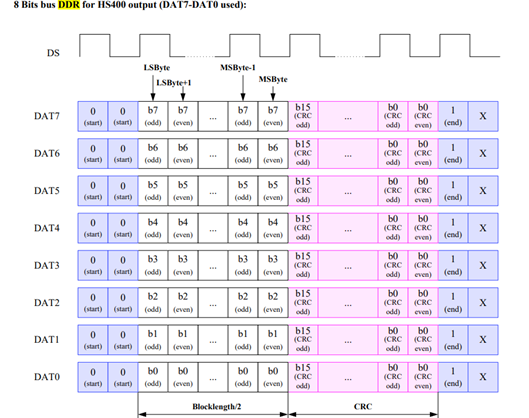 8 Bits bus DDR for HS400 output (DAT7-DAT0 used):
DS
LSByte MSByte-1
LSByte+1 MSByte
DAT7 0 0 b7 b7 ... b7 b7 b15 ... b0 b0 1 X
(start) (start) (odd) (even) (odd) (even) (CRC odd) (CRC odd) (CRC even) (end)
DAT6 0 0 b6 b6 ... b6 b6 b15 ... b0 b0 1 X
(start) (start) (odd) (even) (odd) (even) (CRC odd) (CRC odd) (CRC even) (end)
DAT5 0 0 b5 b5 ... b5 b5 b15 ... b0 b0 1 X
(start) (start) (odd) (even) (odd) (even) (CRC odd) (CRC odd) (CRC even) (end)
DAT4 0 0 b4 b4 ... b4 b4 b15 ... b0 b0 1 X
(start) (start) (odd) (even) (odd) (even) (CRC odd) (CRC odd) (CRC even) (end)
DAT3 0 0 b3 b3 ... b3 b3 b15 ... b0 b0 1 X
(start) (start) (odd) (even) (odd) (even) (CRC odd) (CRC odd) (CRC even) (end)
DAT2 0 0 b2 b2 ... b2 b2 b15 ... b0 b0 1 X
(start) (start) (odd) (even) (odd) (even) (CRC odd) (CRC odd) (CRC even) (end)
DAT1 0 0 b1 b1 ... b1 b1 b15 ... b0 b0 1 X
(start) (start) (odd) (even) (odd) (even) (CRC odd) (CRC odd) (CRC even) (end)
DAT0 0 0 b0 b0 ... b0 b0 b15 ... b0 b0 1 X
(start) (start) (odd) (even) (odd) (even) (CRC odd) (CRC odd) (CRC even) (end)
Blocklength/2 CRC